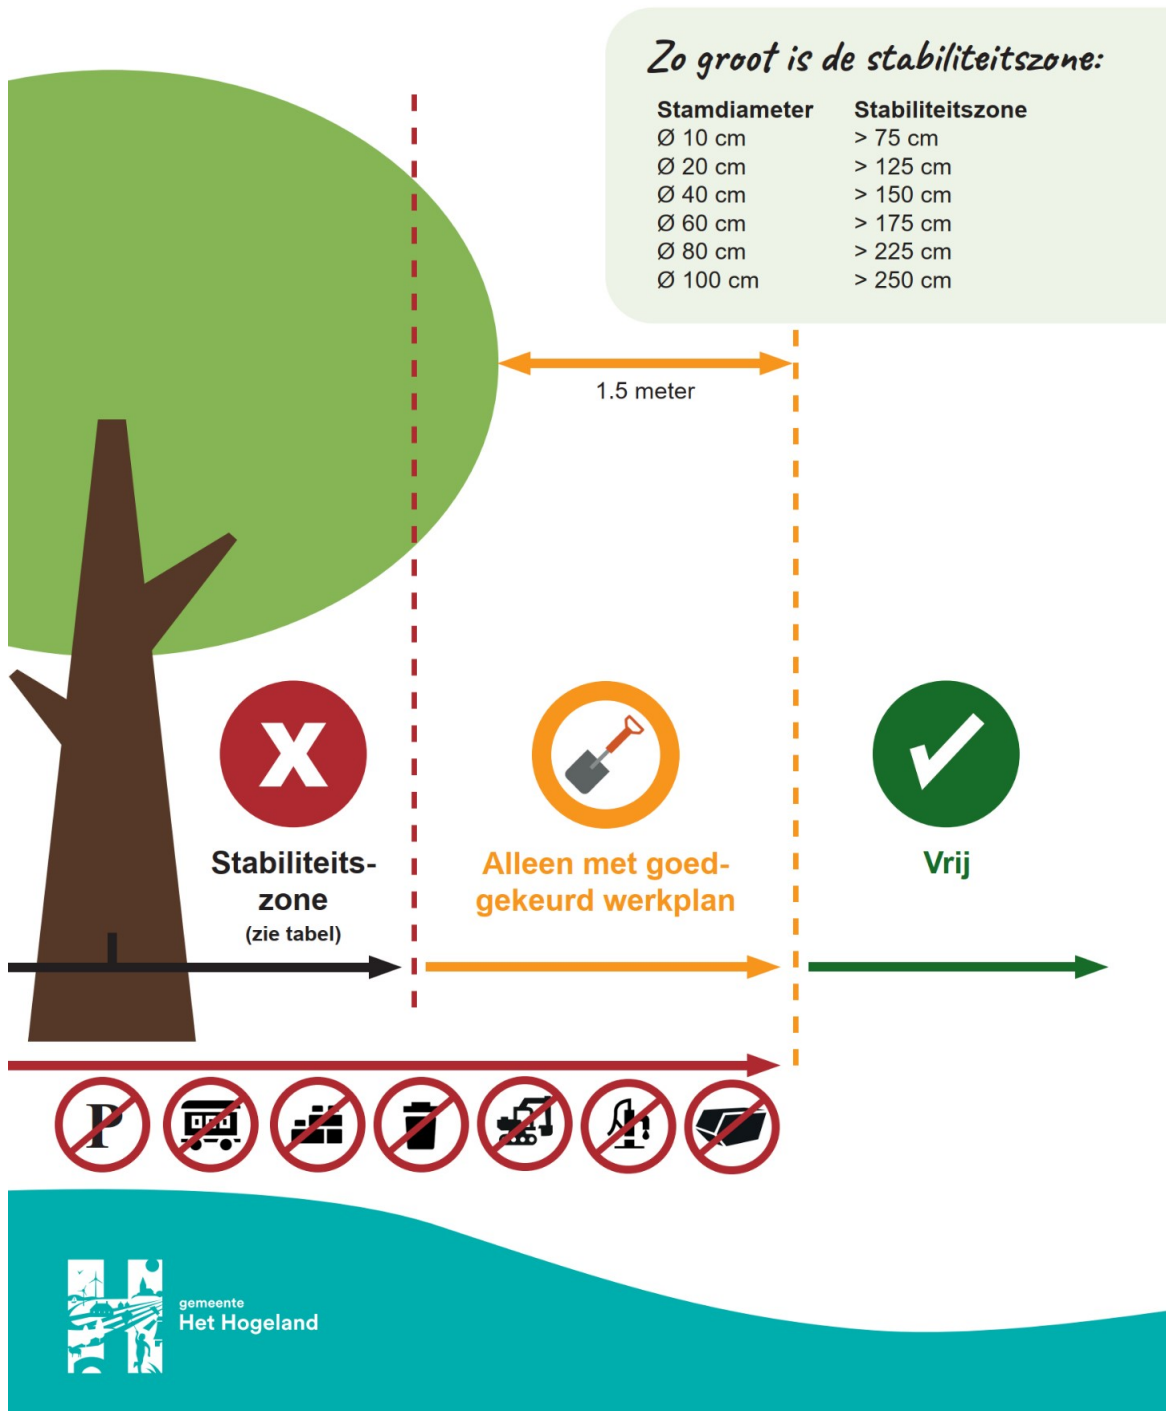 Zo groot is de stabiliteitszone:
Stamdiameter Stabiliteitszone
Ø 10 cm > 75 cm
Ø 20 cm > 125 cm
Ø 40 cm > 150 cm
Ø 60 cm > 175 cm
Ø 80 cm > 225 cm
Ø 100 cm > 250 cm
1.5 meter
X
Stabiliteits-
zone
(zie tabel)
Alleen met goed-
gekeurd werkplan
Vrij
P
gemeente
Het Hogeland